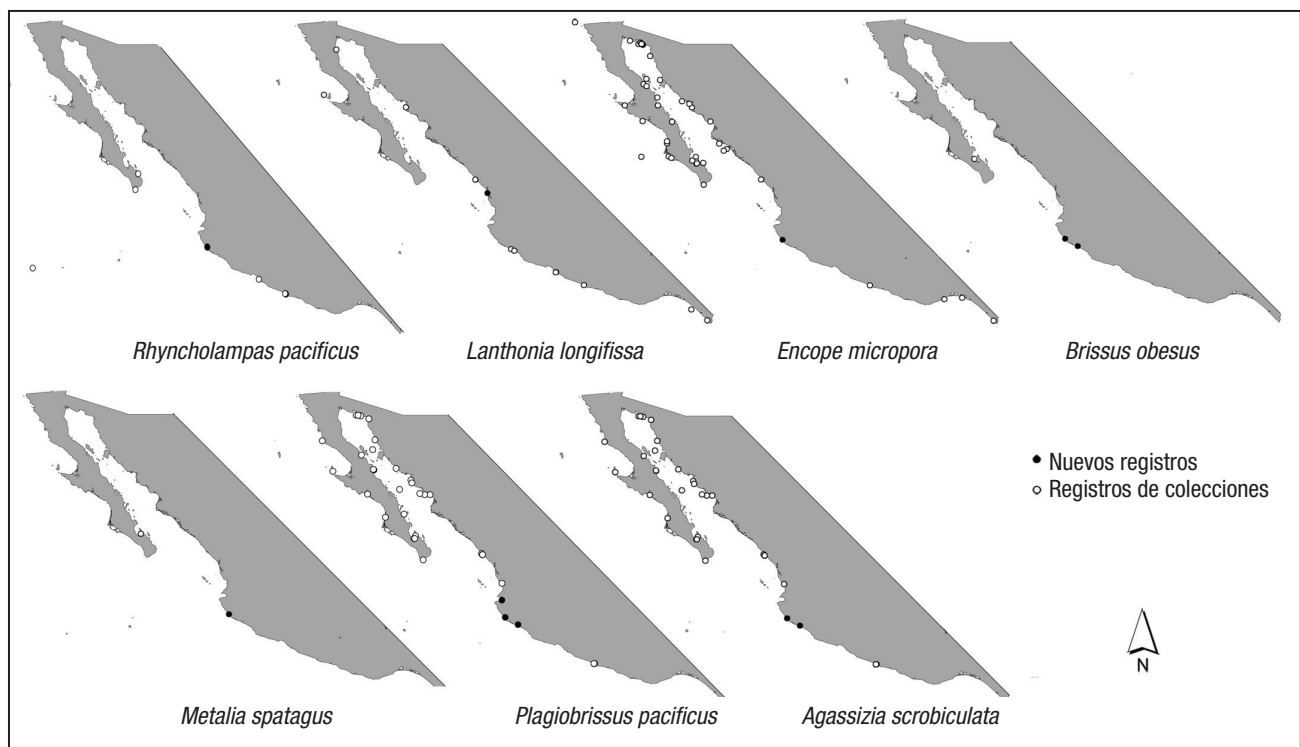 Rhyncholampas pacificus
Lanthonia longifissa
Encope micropora
Brissus obesus
Nuevos registros
Registros de colecciones
N
Metalia spatagus
Plagiobrissus pacificus
Agassizia scrobiculata